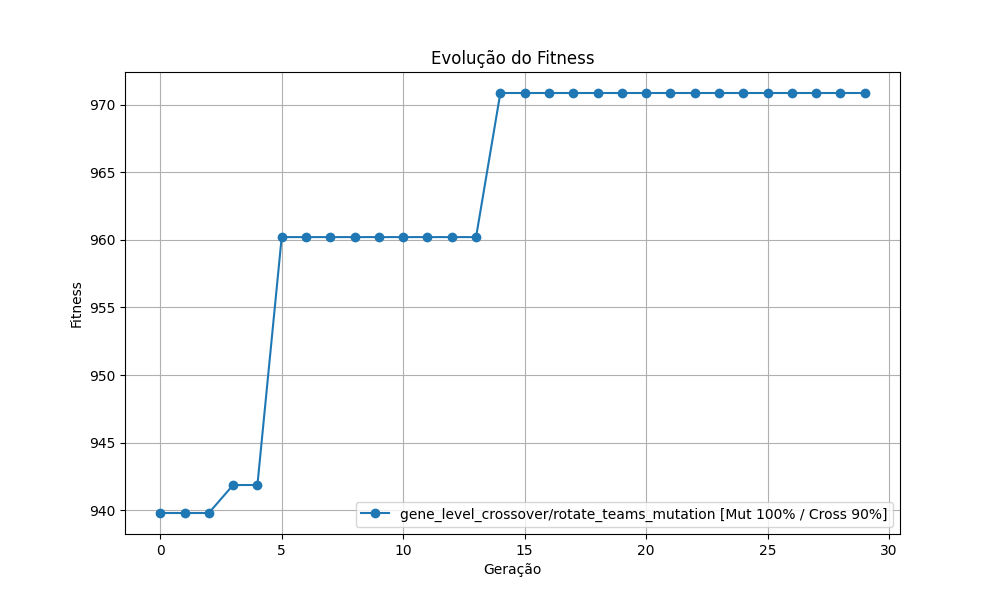 Evolução do Fitness
Fitness
970
965
960
955
950
945
940
gene_level_crossover/rotate_teams_mutation [Mut 100% / Cross 90%]
0 5 10 15 20 25 30
Geração